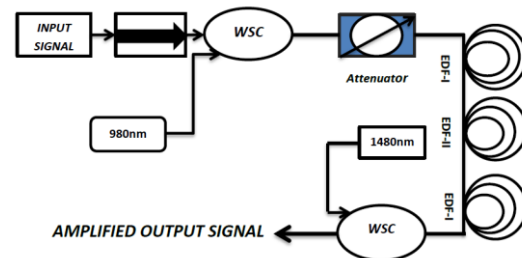 INPUT
SIGNAL
WSC
Attenuator
EDF-I
980nm
1480nm
EDF-II
EDF-I
WSC
AMPLIFIED OUTPUT SIGNAL